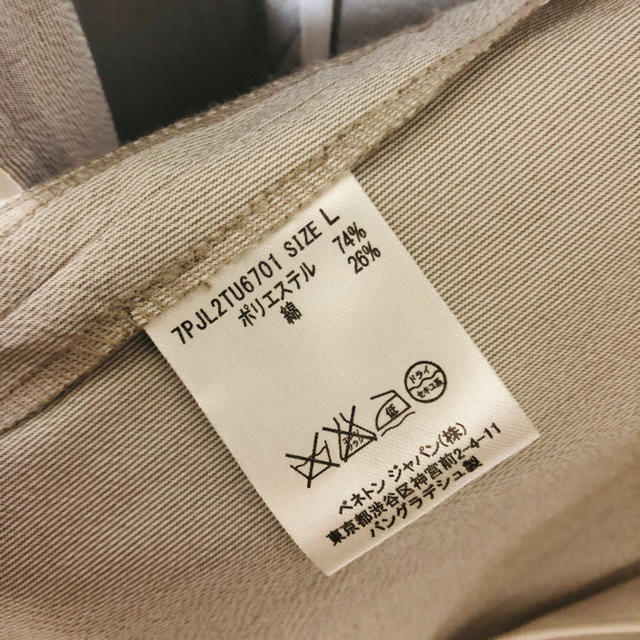 7PJL2TU6701 SIZE L
ポリエステル 74%
綿 26%
低 ドライ セキユ系
ベネトン ジャパン(株)
東京都渋谷区神宮前2-4-11
バングラデシュ製